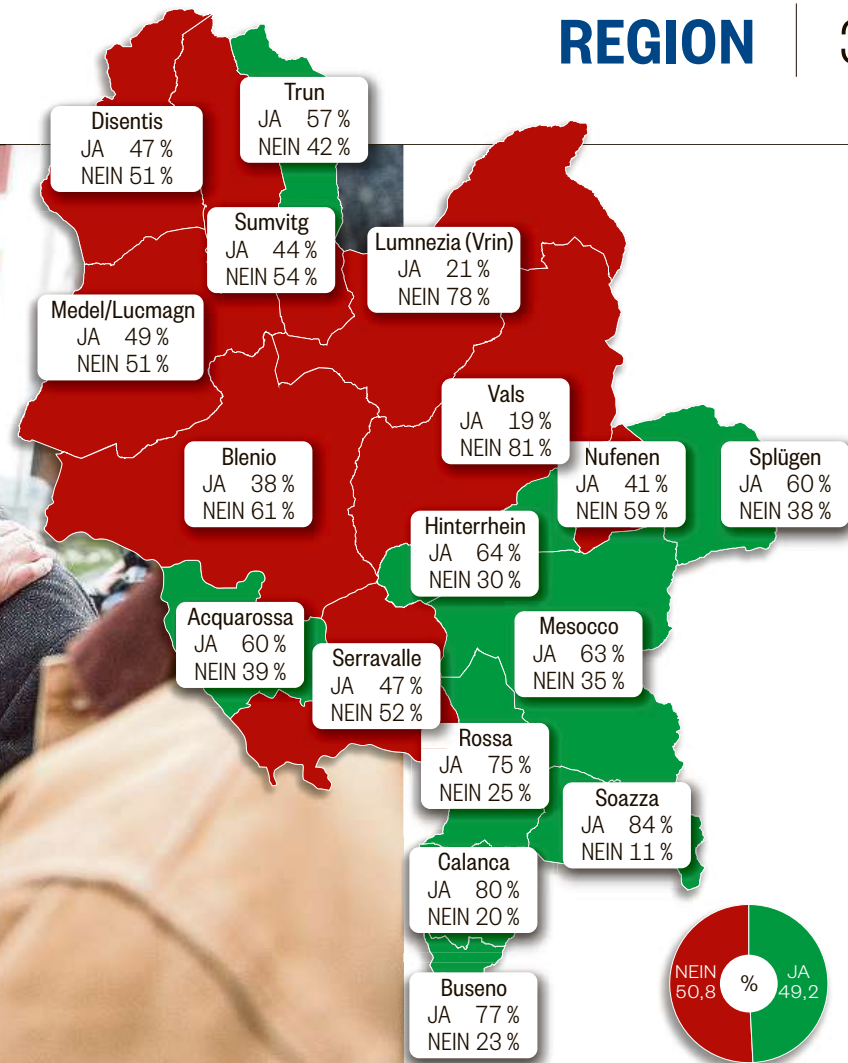 REGION
Trun
JA 57 %
NEIN 42 %
Disentis
JA 47 %
NEIN 51 %
Sumvitg
JA 44 %
NEIN 54 %
Lumnezia (Vrin)
JA 21 %
NEIN 78 %
Medel/Lucmagn
JA 49 %
NEIN 51 %
Vals
JA 19 %
NEIN 81 %
Blenio
JA 38 %
NEIN 61 %
Nufenen
JA 41 %
NEIN 59 %
Splügen
JA 60 %
NEIN 38 %
Hinterrhein
JA 64 %
NEIN 30 %
Acquarossa
JA 60 %
NEIN 39 %
Mesocco
JA 63 %
NEIN 35 %
Serravalle
JA 47 %
NEIN 52 %
Rossa
JA 75 %
NEIN 25 %
Soazza
JA 84 %
NEIN 11 %
Calanca
JA 80 %
NEIN 20 %
Buseno
JA 77 %
NEIN 23 %
NEIN
50,8
%
JA
49,2